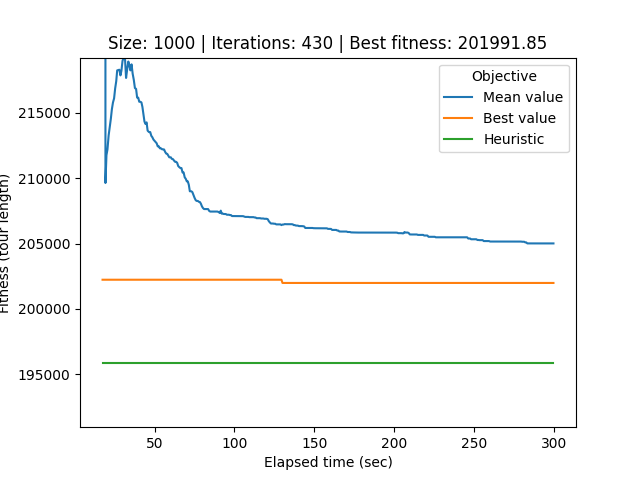 Size: 1000 | Iterations: 430 | Best fitness: 201991.85
Objective
Mean value
Best value
Heuristic
Fitness (tour length)
215000
210000
205000
200000
195000
50 100 150 200 250 300
Elapsed time (sec)